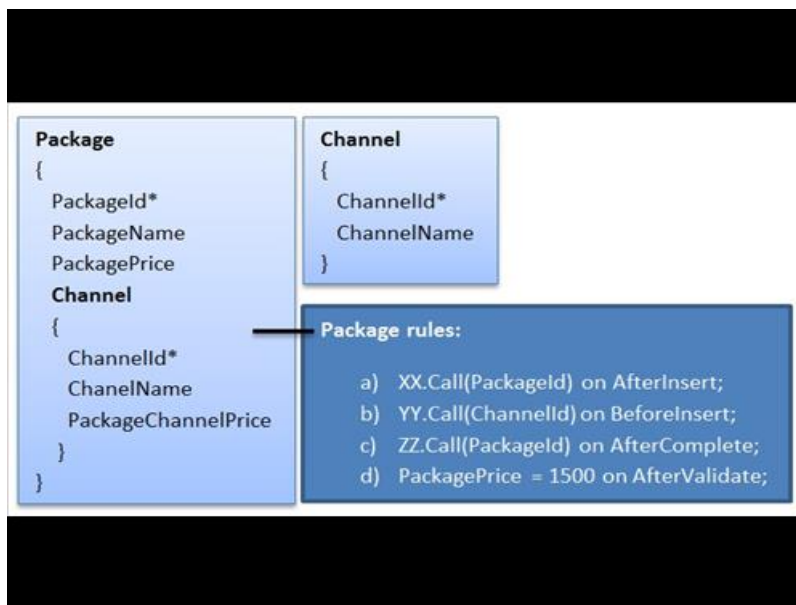 Package
{
PackageId*
PackageName
PackagePrice
Channel
{
ChannelId*
ChanelName
PackageChannelPrice
}
}
Channel
{
ChannelId*
ChannelName
}
Package rules:
a) XX.Call(PackageId) on AfterInsert;
b) YY.Call(ChannelId) on BeforeInsert;
c) ZZ.Call(PackageId) on AfterComplete;
d) PackagePrice = 1500 on AfterValidate;